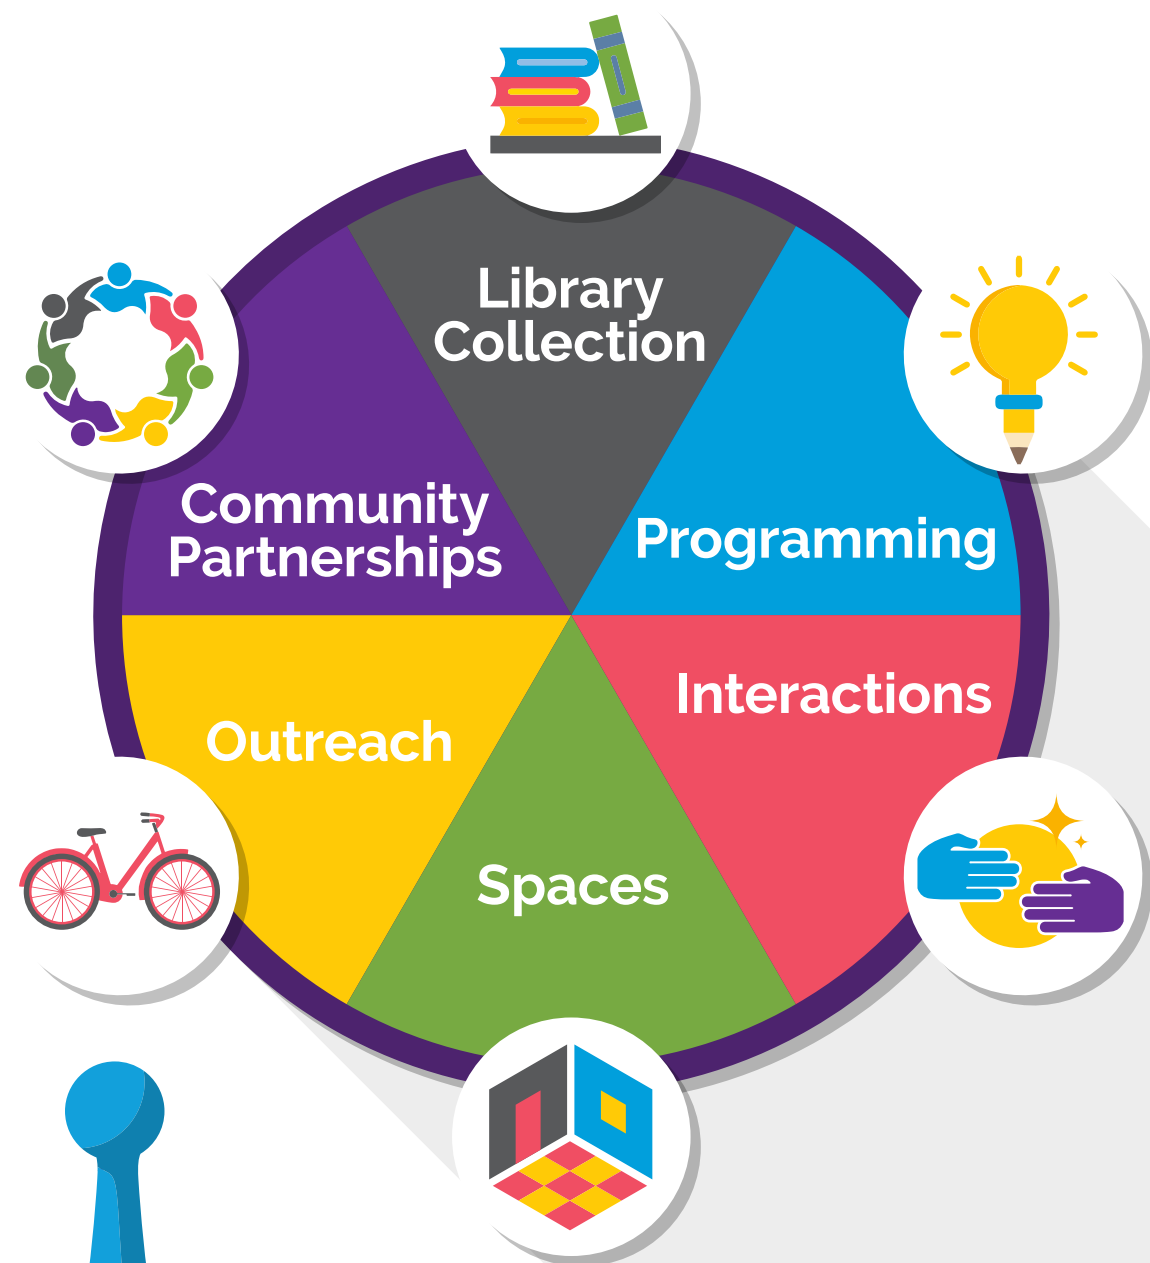 Library
Collection
Programming
Interactions
Spaces
Outreach
Community
Partnerships